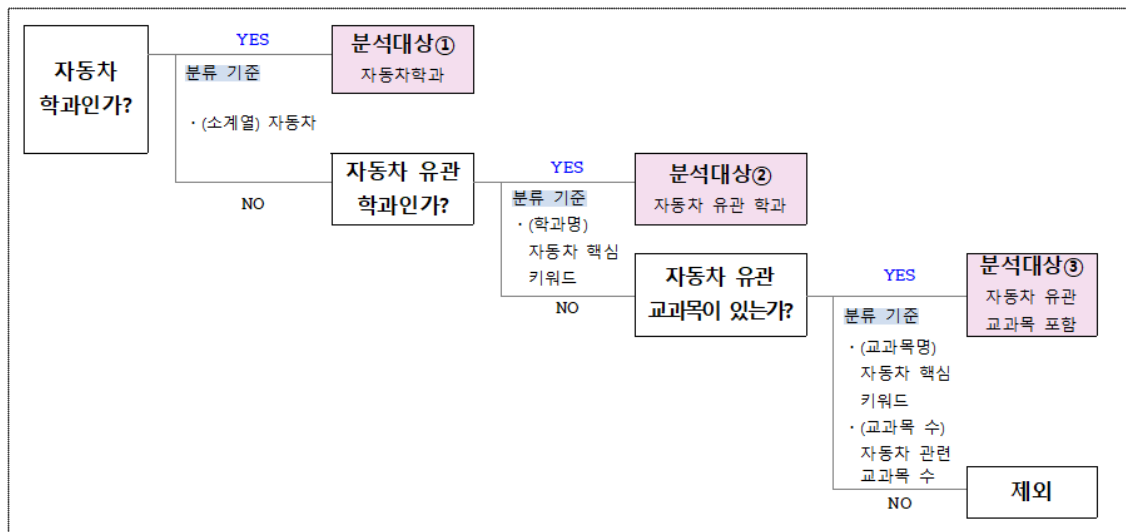 자동차
학과인가?
YES
분류 기준
· (소계열) 자동차
NO
분석대상①
자동차학과
자동차 유관
학과인가?
YES
분류 기준
· (학과명)
자동차 핵심
키워드
NO
분석대상②
자동차 유관 학과
자동차 유관
교과목이 있는가?
YES
분류 기준
· (교과목명)
자동차 핵심
키워드
· (교과목 수)
자동차 관련
교과목 수
NO
분석대상③
자동차 유관
교과목 포함
제외